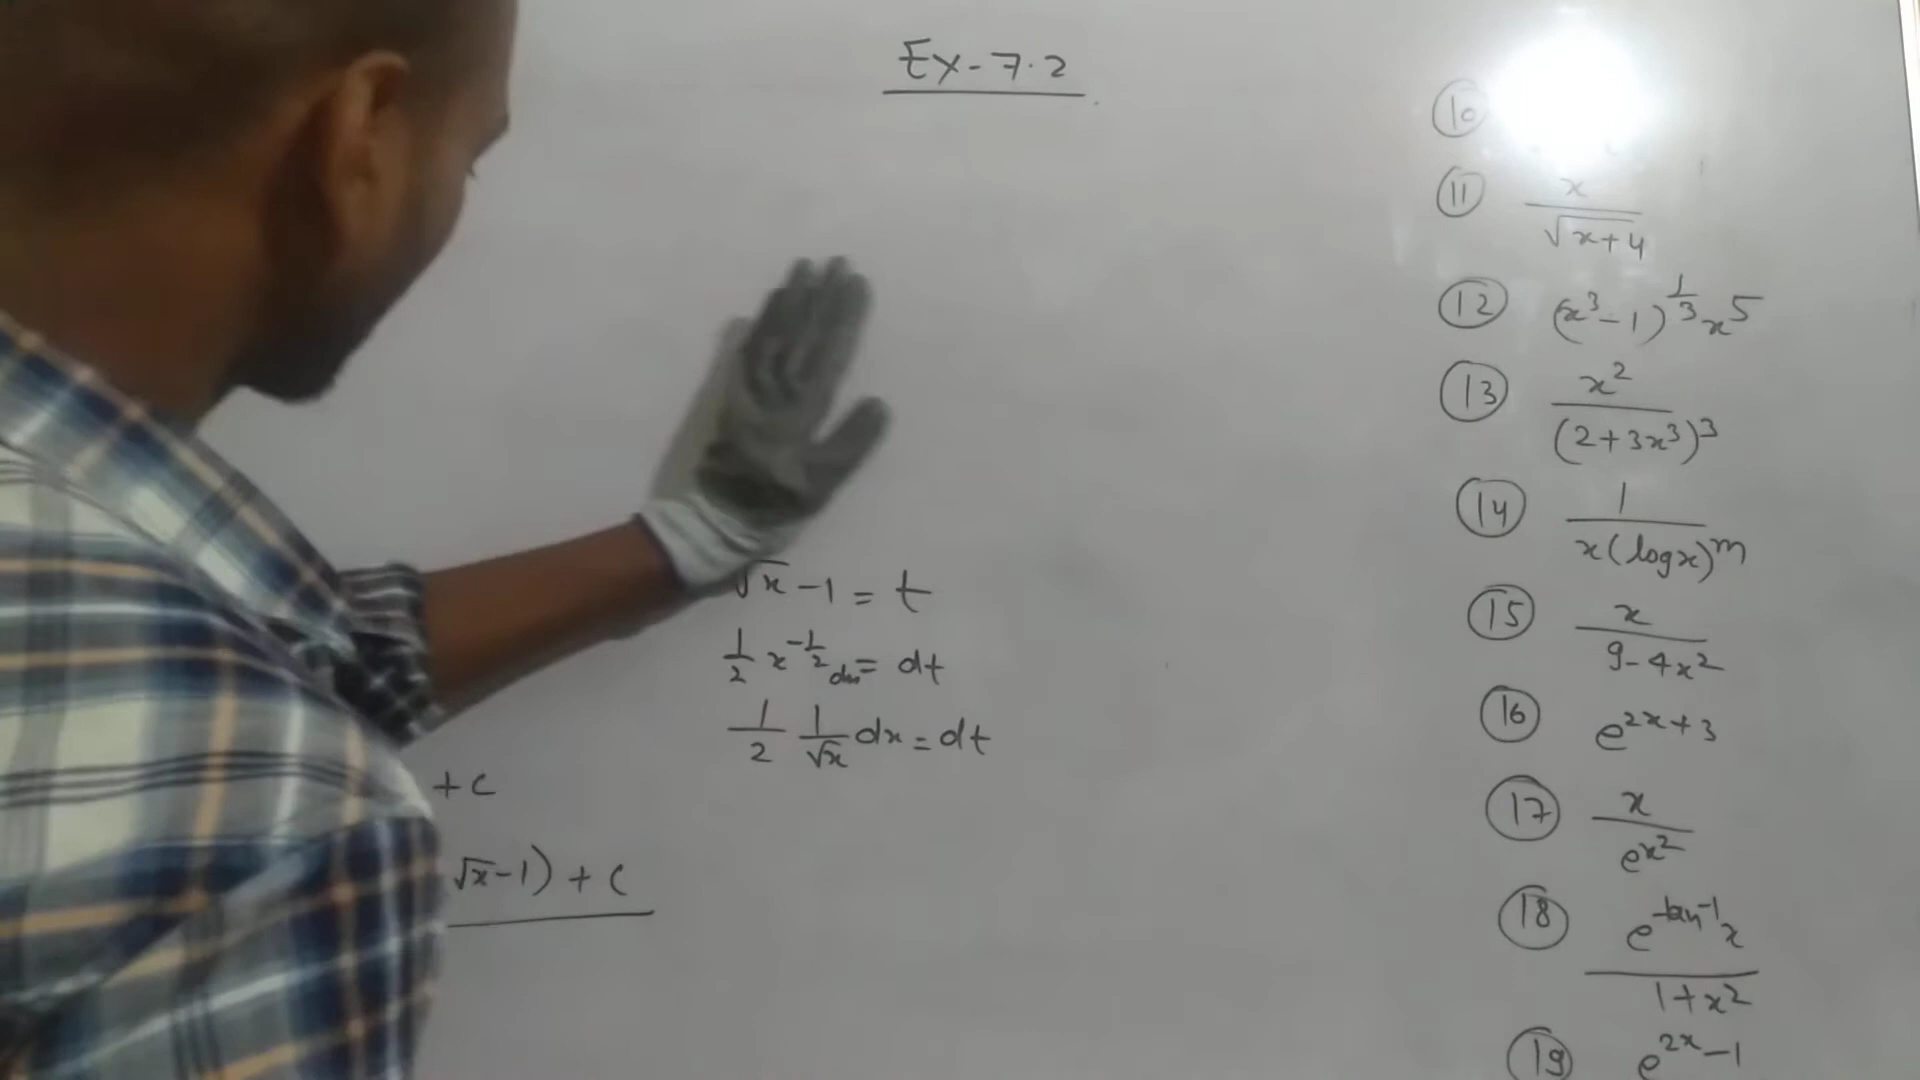 Ex-7.2
√x-1=t
1/2 x^-1/2 dx= dt
1/2 1/√x dx=dt
+c
√x-1)+c
(10)
(11) x/√x+4
(12) (x³-1)^1/3 x⁵
(13) x²/(2+3x³)³
(14) 1/x(logx)^m
(15) x/9-4x²
(16) e^2x+3
(17) x/e^x²
(18) e^tan⁻¹x/1+x²
(19) e^2x-1